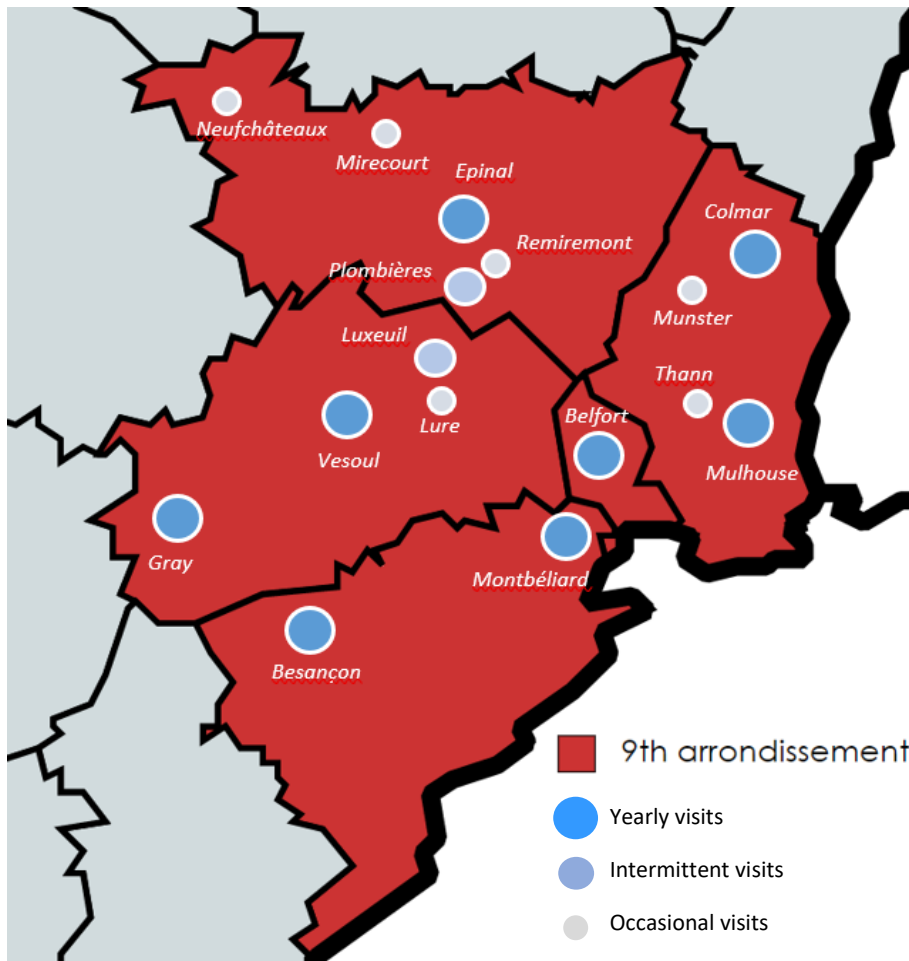 Neufchâteaux
Mirecourt
Epinal
Colmar
Remiremont
Plombières
Munster
Luxeuil
Thann
Belfort
Lure
Vesoul
Mulhouse
Gray
Montbéliard
Besançon
9th arrondissement
Yearly visits
Intermittent visits
Occasional visits